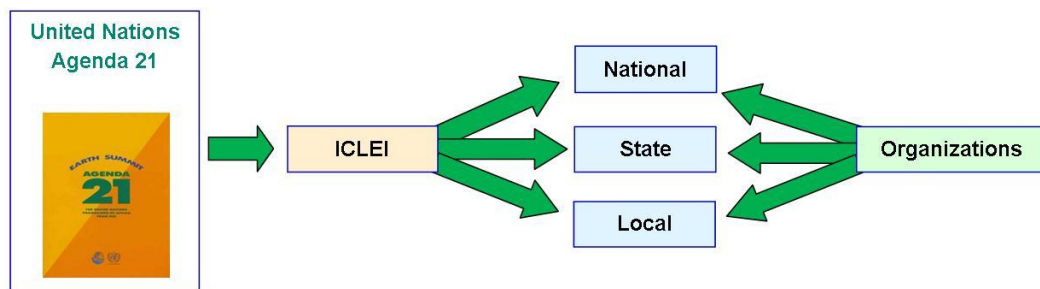 United Nations
Agenda 21
EARTH SUMMIT
AGENDA
21
ICLEI
National
State
Local
Organizations